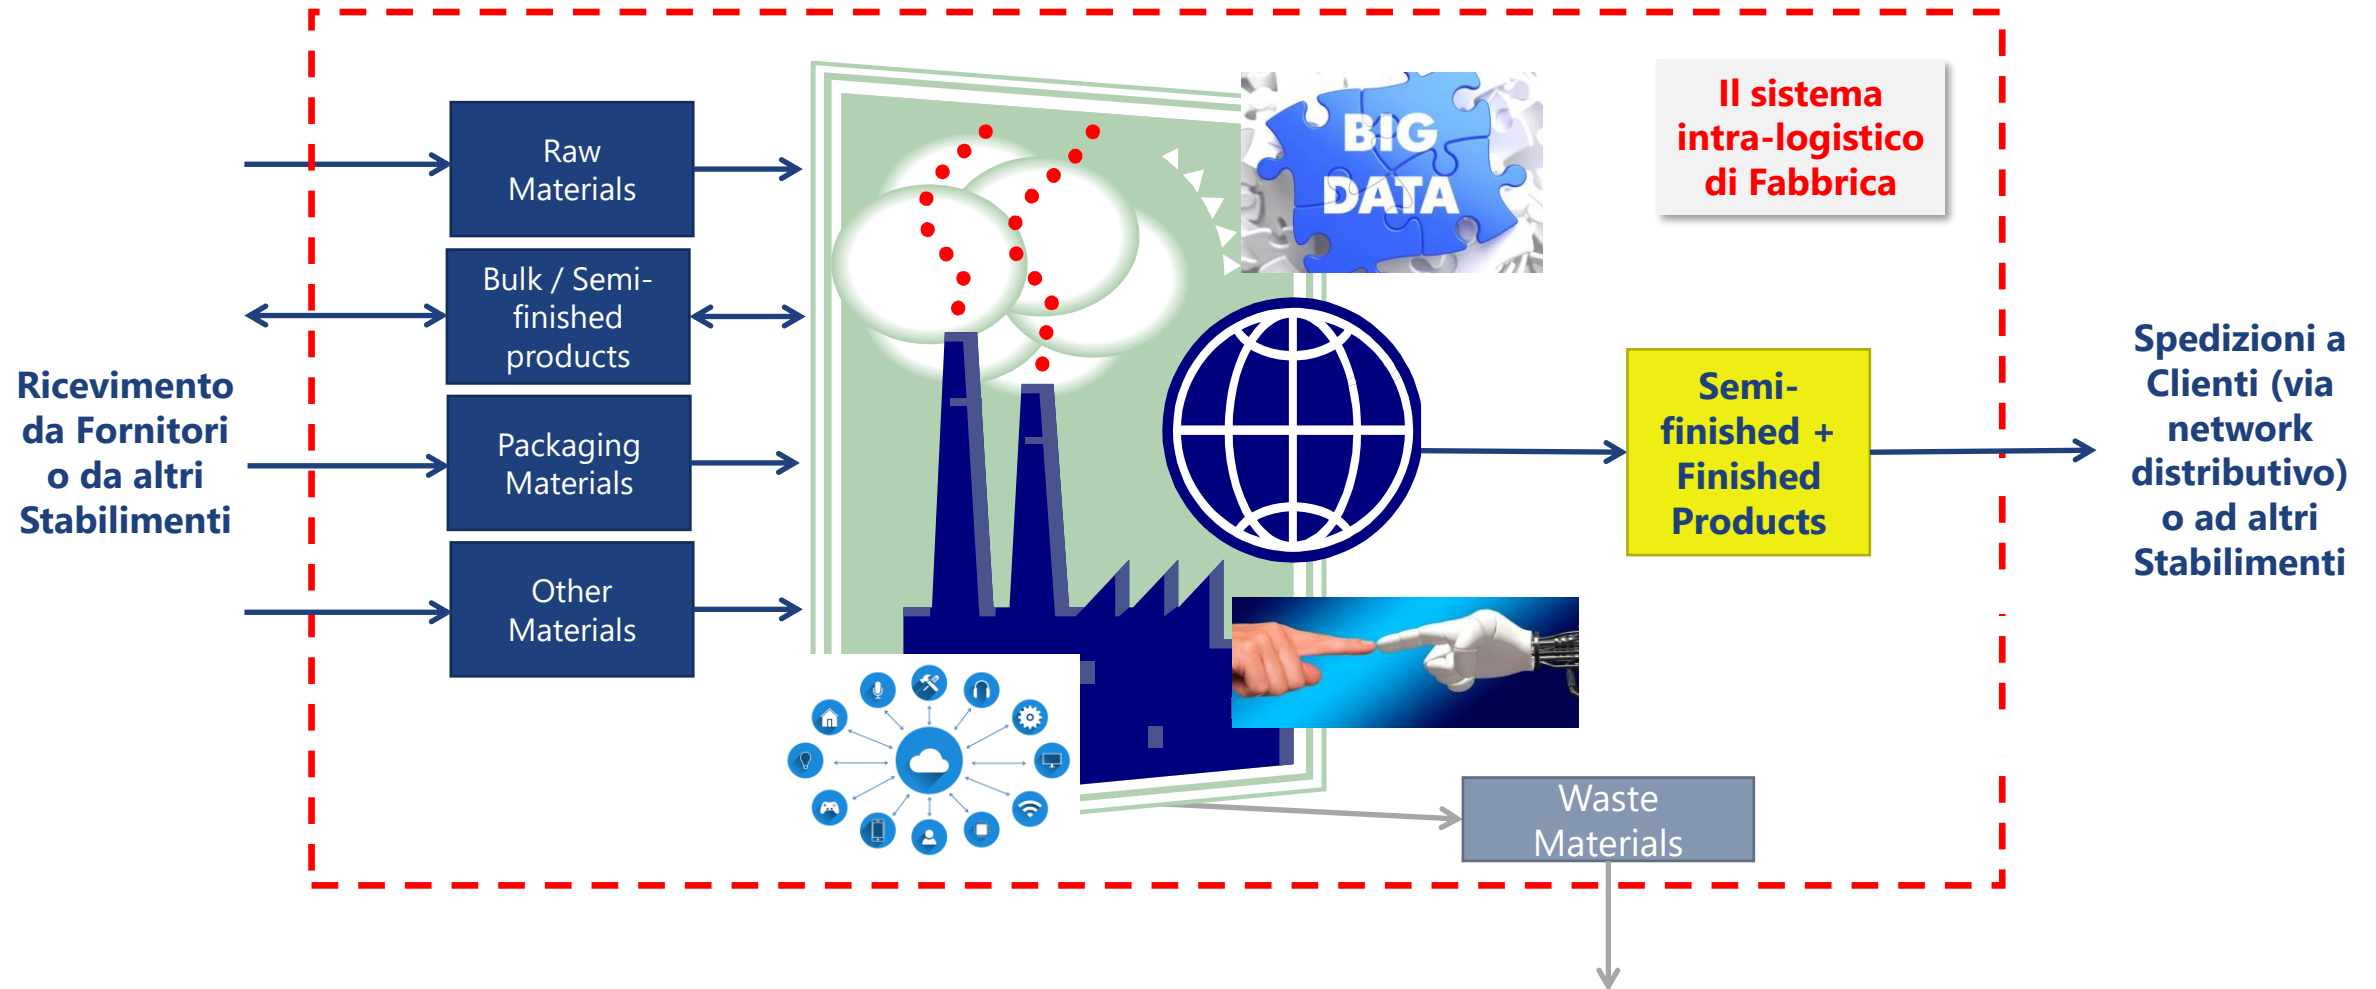 Ricevimento
da Fornitori
o da altri
Stabilimenti
Raw
Materials
Bulk / Semi-
finished
products
Packaging
Materials
Other
Materials
BIG
DATA
Il sistema
intra-logistico
di Fabbrica
Semi-
finished +
Finished
Products
Waste
Materials
Spedizioni a
Clienti (via
network
distributivo)
o ad altri
Stabilimenti